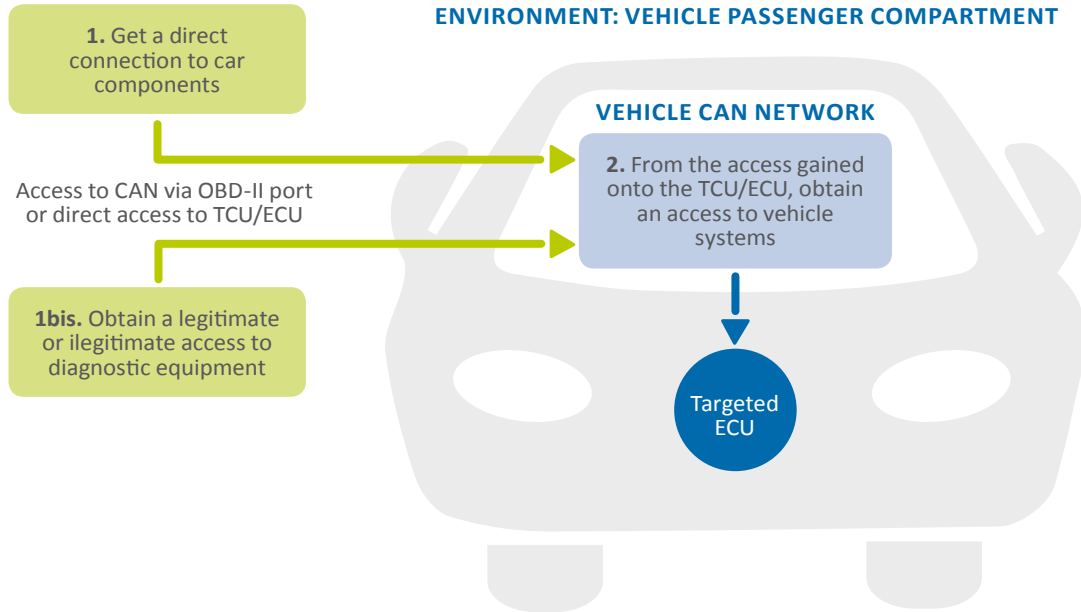 ENVIRONMENT: VEHICLE PASSENGER COMPARTMENT
1. Get a direct
connection to car
components
VEHICLE CAN NETWORK
Access to CAN via OBD-II port
or direct access to TCU/ECU
2. From the access gained
onto the TCU/ECU, obtain
an access to vehicle
systems
1bis. Obtain a legitimate
or ilegitimate access to
diagnostic equipment
Targeted
ECU